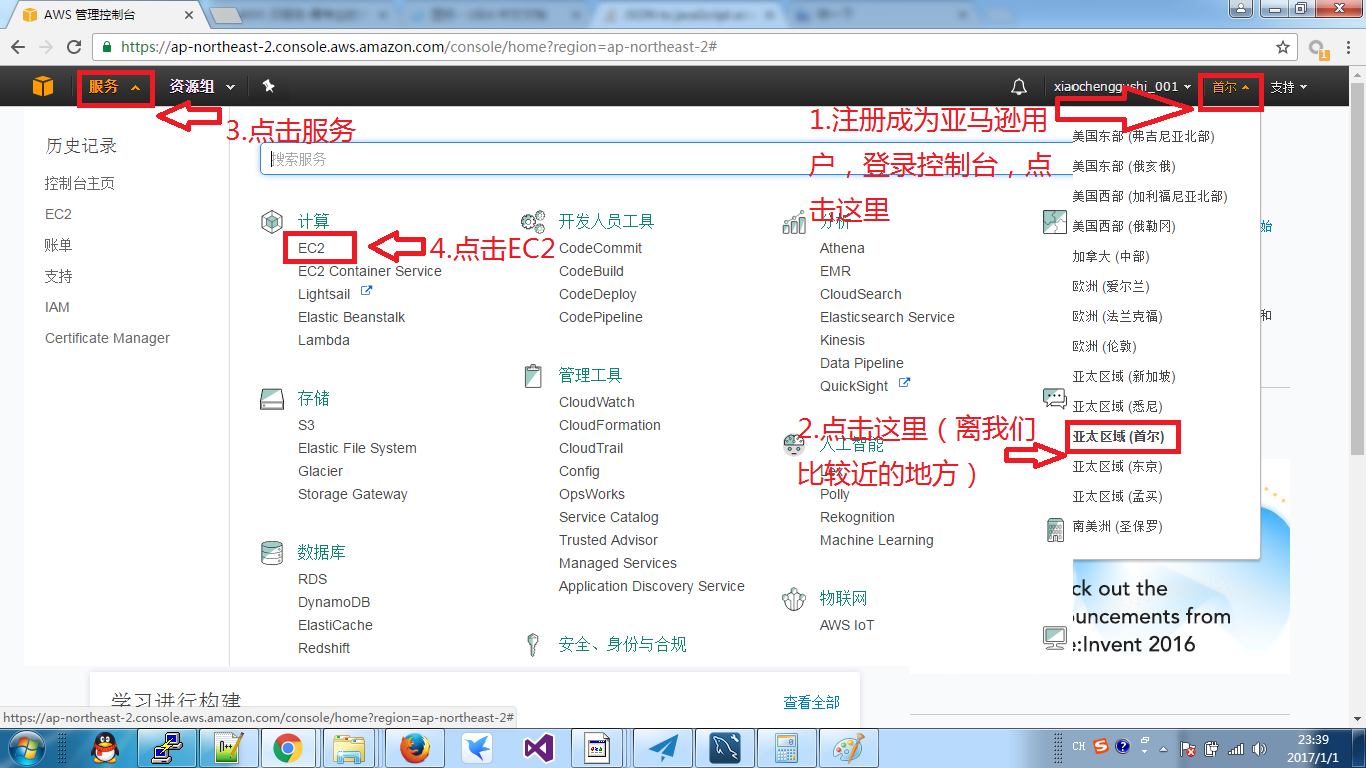 AWS 管理控制台
https://ap-northeast-2.console.aws.amazon.com/console/home?region=ap-northeast-2#
服务
资源组
xiaochenggushi_001
首尔
支持
3.点击服务
1.注册成为亚马逊用
户，登录控制台，点
击这里
搜索服务
历史记录
控制台主页
EC2
账单
支持
IAM
Certificate Manager
计算
EC2
4.点击EC2
EC2 Container Service
Lightsail
Elastic Beanstalk
Lambda
存储
S3
Elastic File System
Glacier
Storage Gateway
数据库
RDS
DynamoDB
ElastiCache
Redshift
开发人员工具
CodeCommit
CodeBuild
CodeDeploy
CodePipeline
管理工具
CloudWatch
CloudFormation
CloudTrail
Config
OpsWorks
Service Catalog
Trusted Advisor
Managed Services
Application Discovery Service
安全、身份与合规
分析
Athena
EMR
CloudSearch
Elasticsearch Service
Kinesis
Data Pipeline
QuickSight
2.点击这里（离我们
比较近的地方）
人工智能
Lex
Polly
Rekognition
Machine Learning
物联网
AWS IoT
美国东部 (弗吉尼亚北部)
美国东部 (俄亥俄)
美国西部 (加利福尼亚北部)
美国西部 (俄勒冈)
加拿大 (中部)
欧洲 (爱尔兰)
欧洲 (法兰克福)
欧洲 (伦敦)
亚太区域 (新加坡)
亚太区域 (悉尼)
亚太区域 (首尔)
亚太区域 (东京)
亚太区域 (孟买)
南美洲 (圣保罗)
始
和
ck out the
ouncements from
e:Invent 2016
学习进行构建
查看全部
https://ap-northeast-2.console.aws.amazon.com/console/home?region=ap-northeast-2#
CH
23:39
2017/1/1